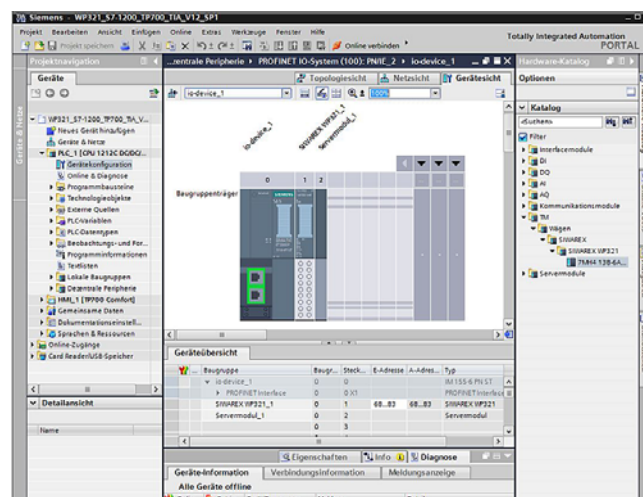 Siemens - WP321_S7-1200_TP700_TIA_V12_SP1
Projekt Bearbeiten Ansicht Einfügen Online Extras Werkzeuge Fenster Hilfe
Projekt speichern
Online verbinden
Totally Integrated Automation
PORTAL
Projektnavigation
...zentrale Peripherie PROFINET IO-System (100): PN/IE_2 io-device_1
Hardware-Katalog
Geräte
Topologiesicht Netzsicht Gerätesicht
Optionen
Geräte & Netze
io-device_1
100%
WP321_S7-1200_TP700_TIA_V...
Neues Gerät hinzufügen
Geräte & Netze
PLC_1 [CPU 1212C DC/DC/...
Gerätekonfiguration
Online & Diagnose
Programmbausteine
Technologieobjekte
Externe Quellen
PLC-Variablen
PLC-Datentypen
Beobachtungs- und For...
Programminformationen
Textlisten
Lokale Baugruppen
Dezentrale Peripherie
HMI_1 [TP700 Comfort]
Gemeinsame Daten
Dokumentationseinstell...
Sprachen & Ressourcen
Online-Zugänge
Card Reader/USB-Speicher
Detailansicht
Name
io-device_1
SIWAREX WP321_1
Servermodul_1
0 1 2
Baugruppenträger
SIEMENS
Geräteübersicht
... Baugruppe Baugr... Steck... E-Adresse A-Adres... Typ
io-device_1 0 0 IM 155-6 PN ST
PROFINET Interface 0 0 X1 PROFINET Interface
SIWAREX WP321_1 0 1 68...83 68...83 SIWAREX WP321
Servermodul_1 0 2 Servermodul
0 3
Eigenschaften Info Diagnose
Geräte-Information Verbindungsinformation Meldungsanzeige
Alle Geräte offline
Katalog
<Suchen>
Filter
Interfacemodule
DI
DQ
AI
AQ
Kommunikationsmodule
TM
Wägen
SIWAREX
SIWAREX WP321
7MH4 138-6A...
Servermodule